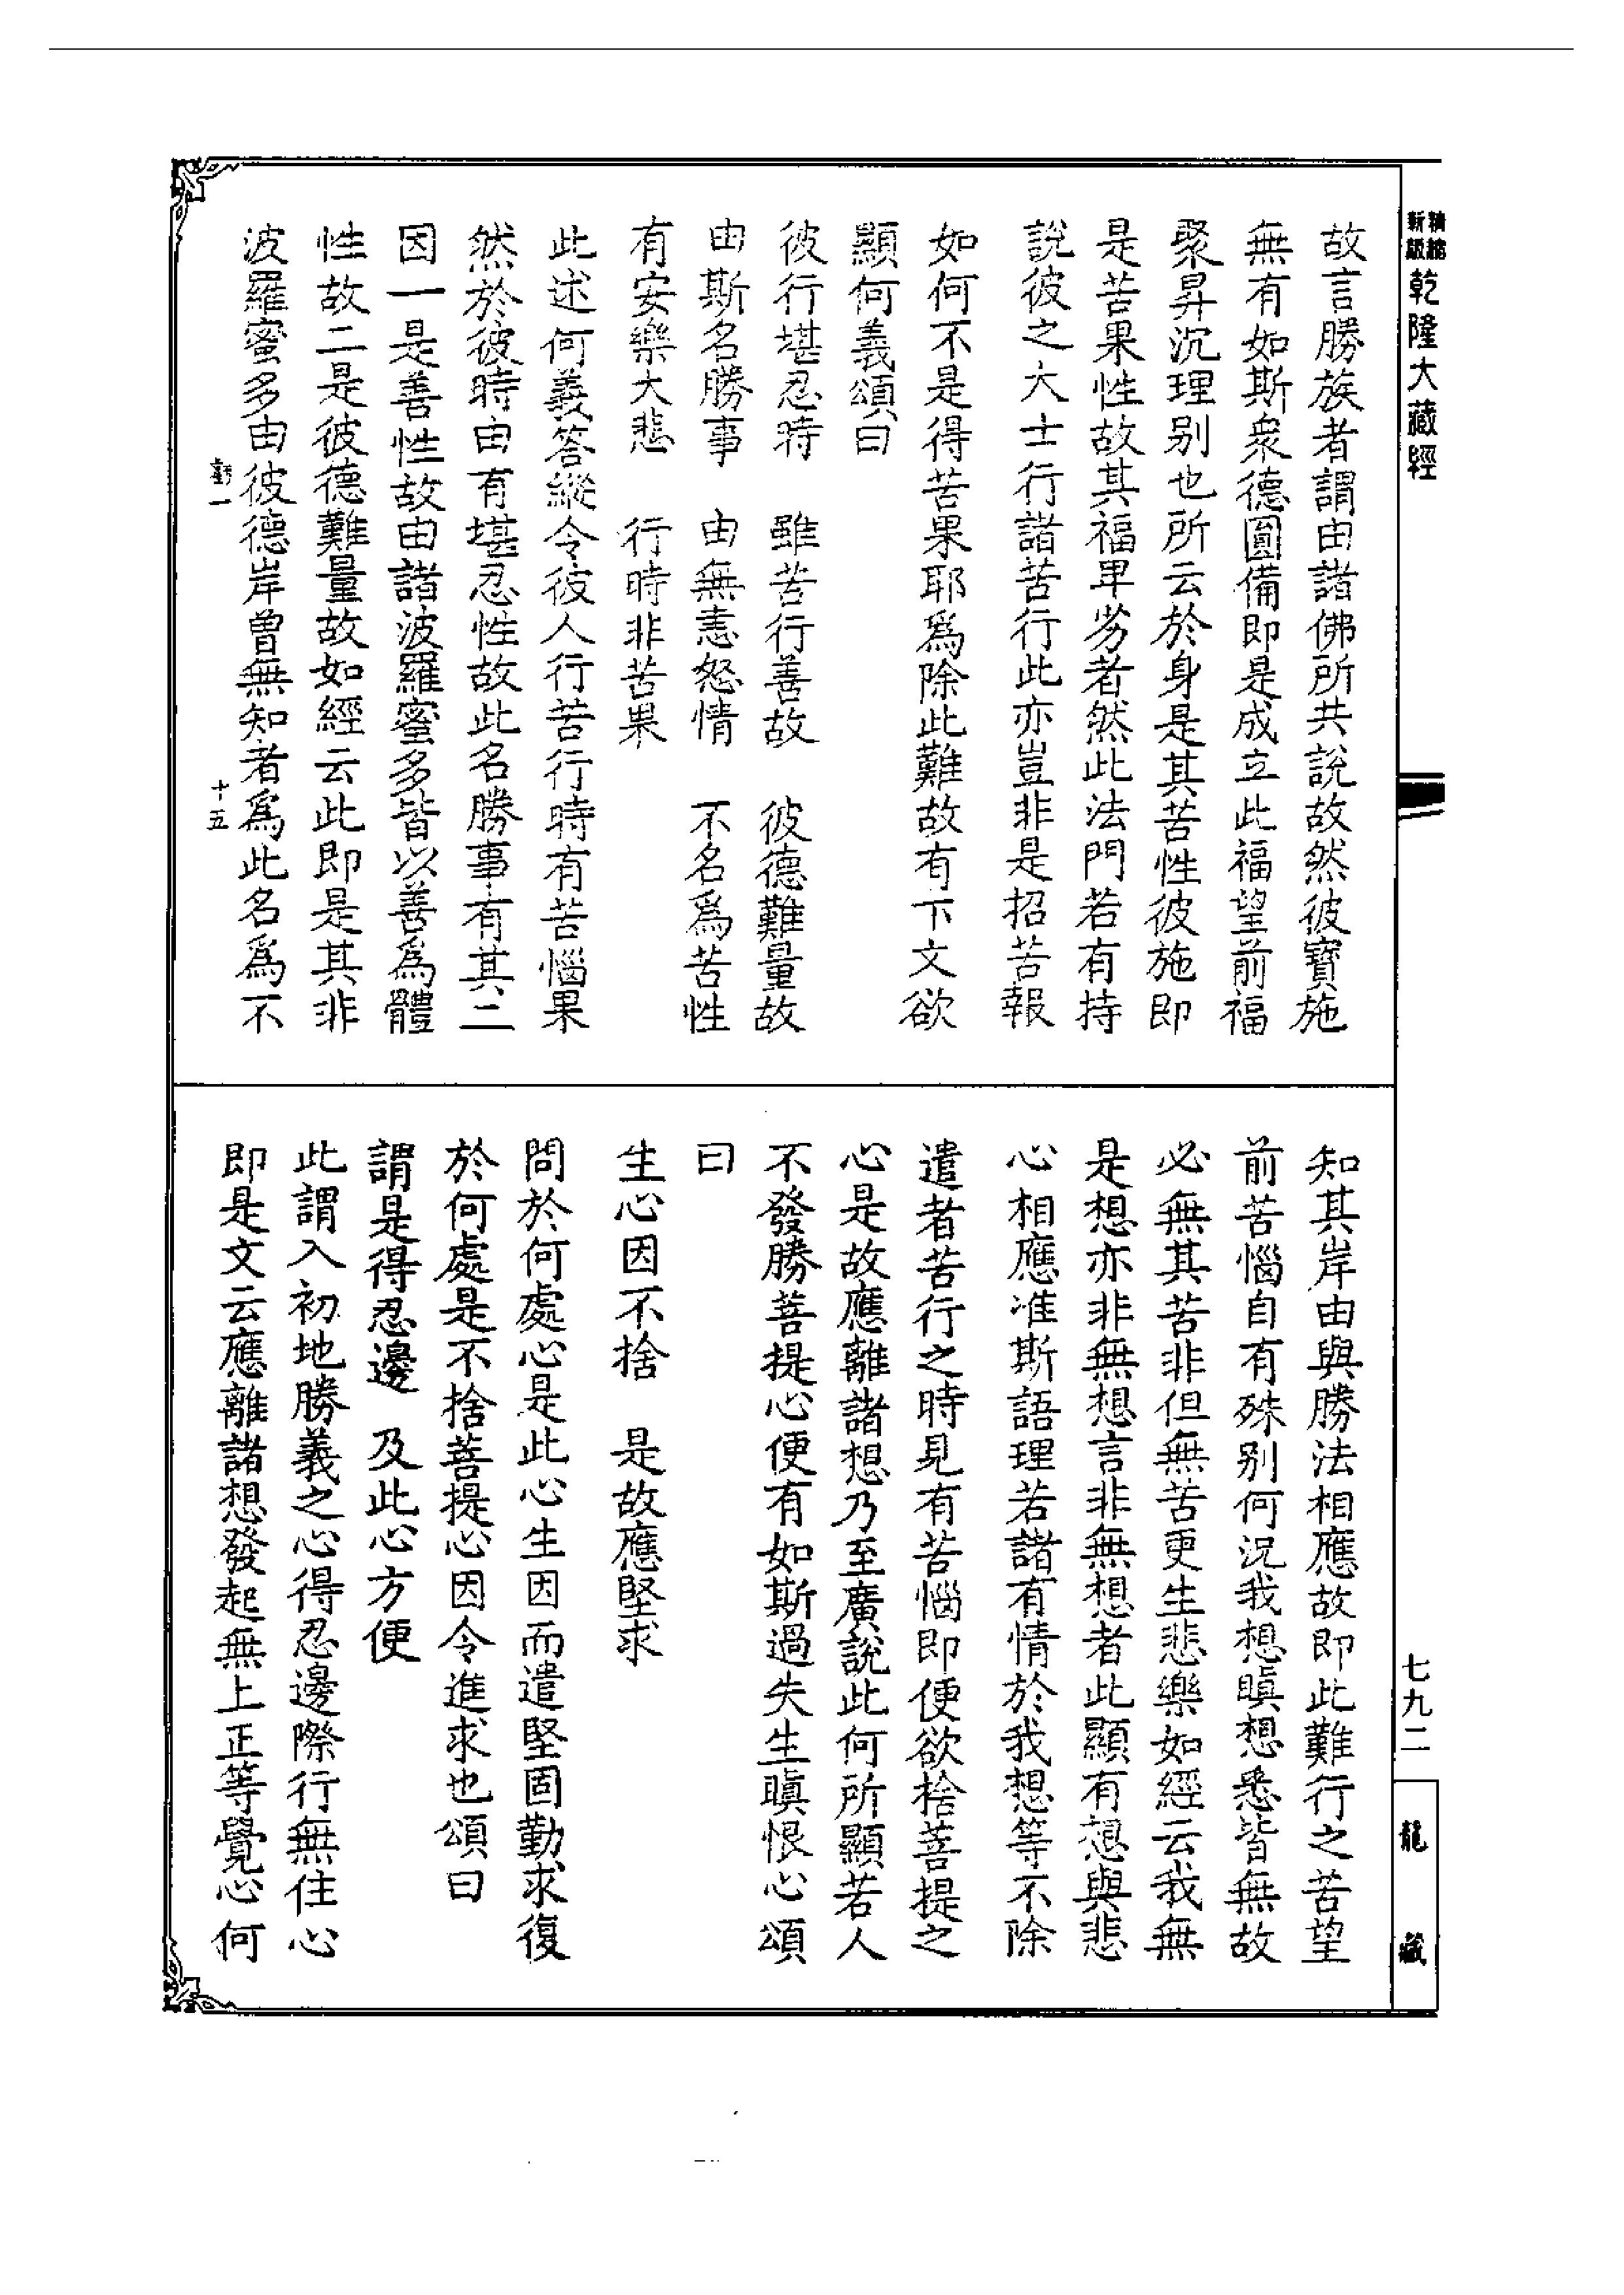 精縮新版乾隆大藏經
故言勝族者謂由諸佛所共說故然彼寶施
無有如斯衆德圓備即是成立此福望前福
聚昇沉理別也所云於身是其苦性彼施即
是苦果性故其福卑劣者然此法門若有持
說彼之大士行諸苦行此亦豈非是招苦報
如何不是得苦果耶爲除此難故有下文欲
顯何義頌曰
彼行堪忍時　雖苦行善故　彼德難量故
由斯名勝事　由無恚怒情　不名爲苦性
有安樂大悲　行時非苦果
此述何義答縱令彼人行苦行時有苦惱果
然於彼時由有堪忍性故此名勝事有其二
因一是善性故由諸波羅蜜多皆以善爲體
性故二是彼德難量故如經云此即是其非
波羅蜜多由彼德岸曾無知者爲此名爲不
一　十五
知其岸由與勝法相應故即此難行之苦望
前苦惱自有殊別何況我想瞋想悉皆無故
必無其苦非但無苦更生悲樂如經云我無
是想亦非無想言非無想者此顯有想與悲
心相應准斯語理若諸有情於我想等不除
遣者苦行之時見有苦惱即便欲捨菩提之
心是故應離諸想乃至廣說此何所顯若人
不發勝菩提心便有如斯過失生瞋恨心頌
曰
生心因不捨　是故應堅求
問於何處心是此心生因而遣堅固勤求復
於何處是不捨菩提心因令進求也頌曰
謂是得忍邊　及此心方便
此謂入初地勝義之心得忍邊際行無住心
即是文云應離諸想發起無上正等覺心何
七九二
龍藏